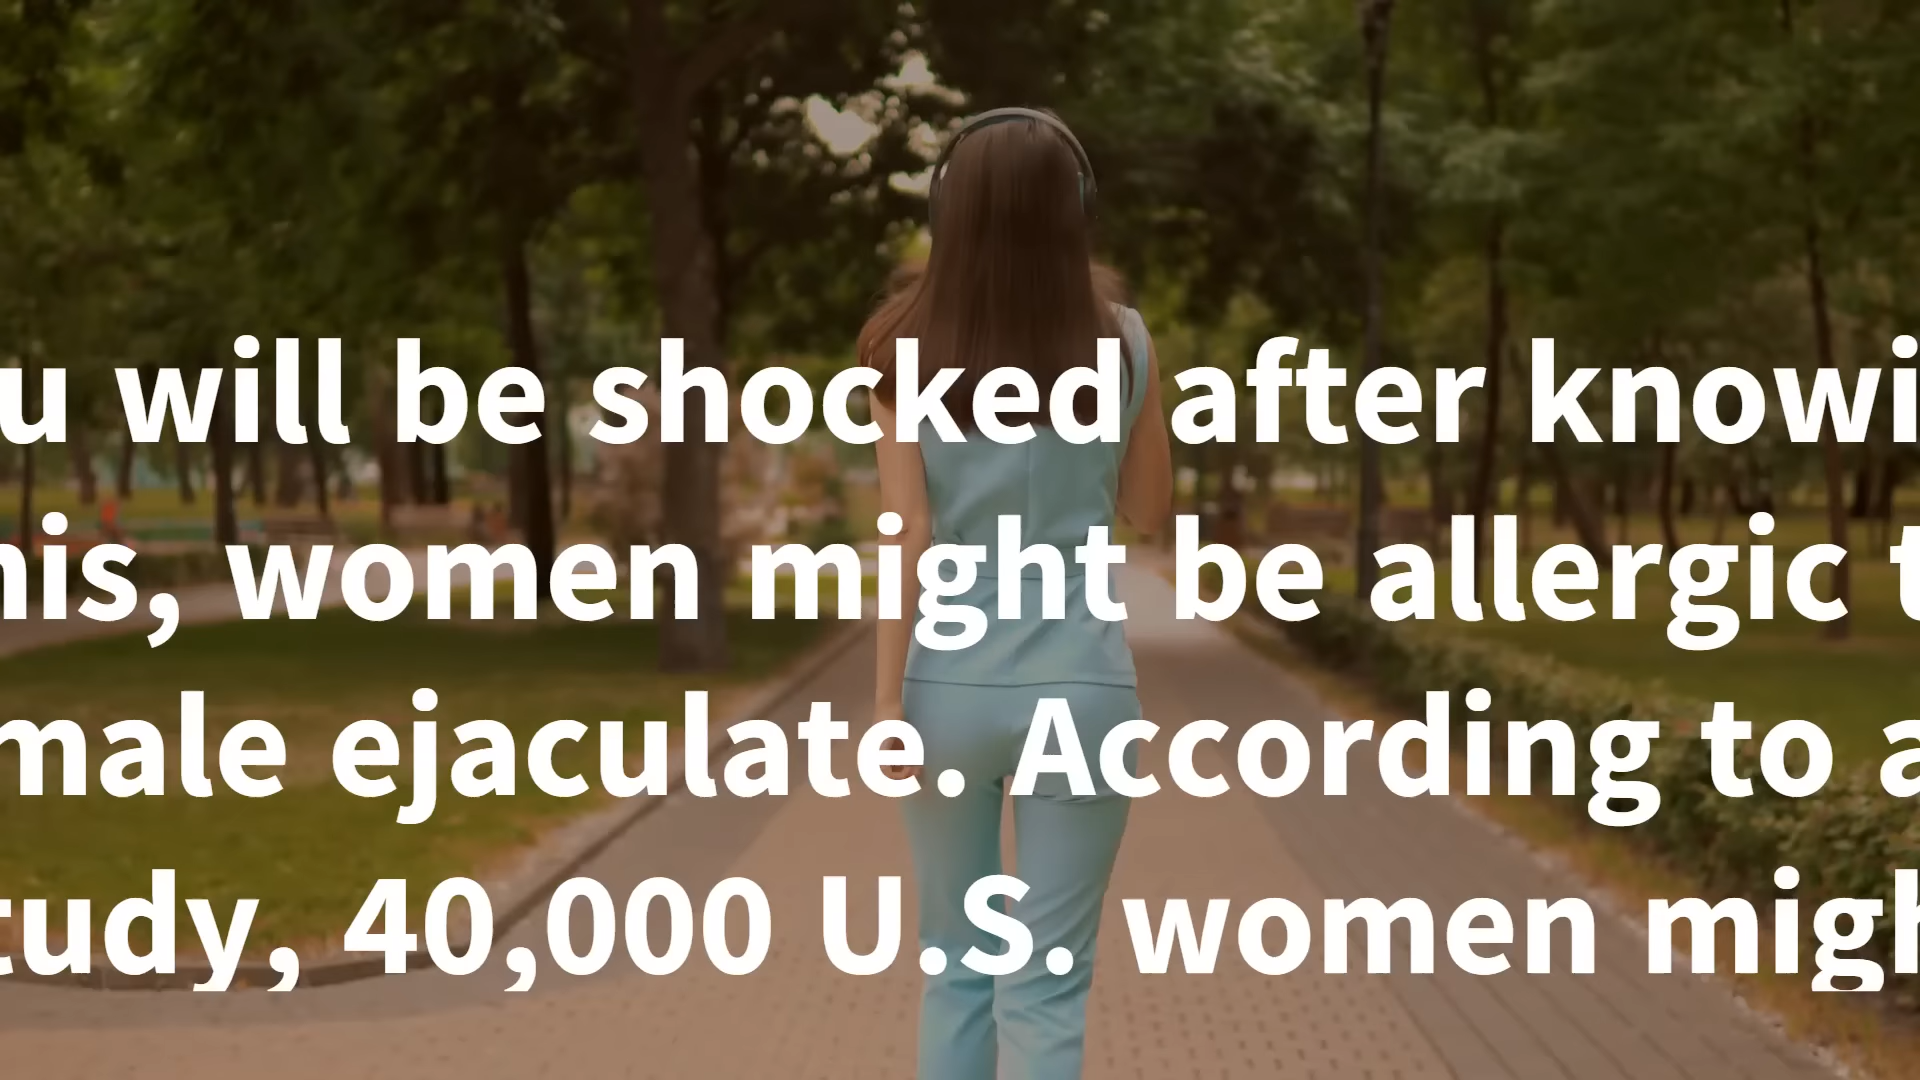 u will be shocked after knowi
his, women might be allergic t
male ejaculate. According to a
tudy, 40,000 U.S. women migh